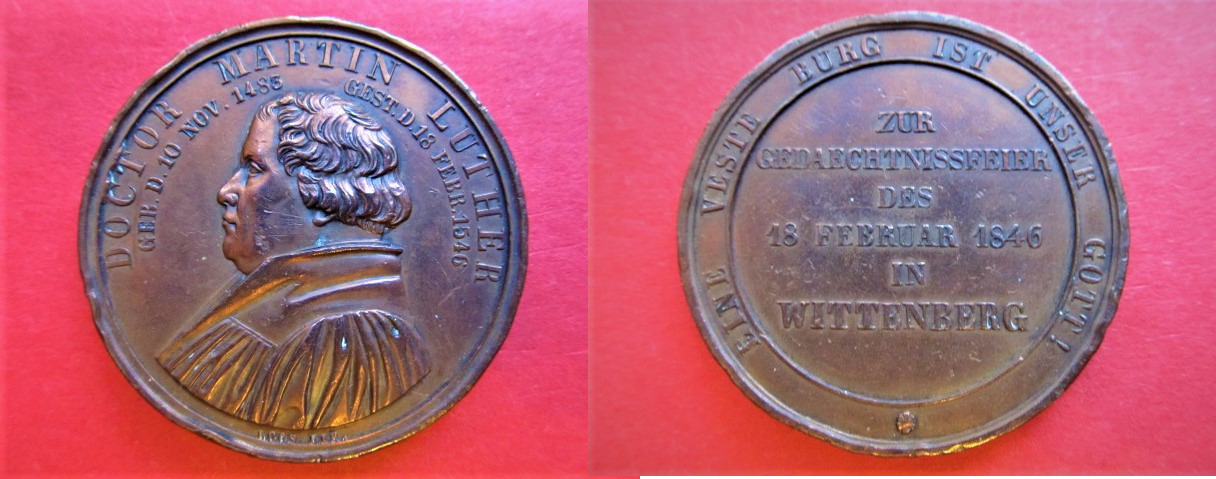 DOCTOR MARTIN LUTHER
GEB. D. 10 NOV. 1483 GEST. D. 18 FEBR. 1546
EINE VESTE BURG IST UNSER GOTT!
ZUR
GEDAECHTNISSFEIER
DES
18 FEBRUAR 1846
IN
WITTENBERG